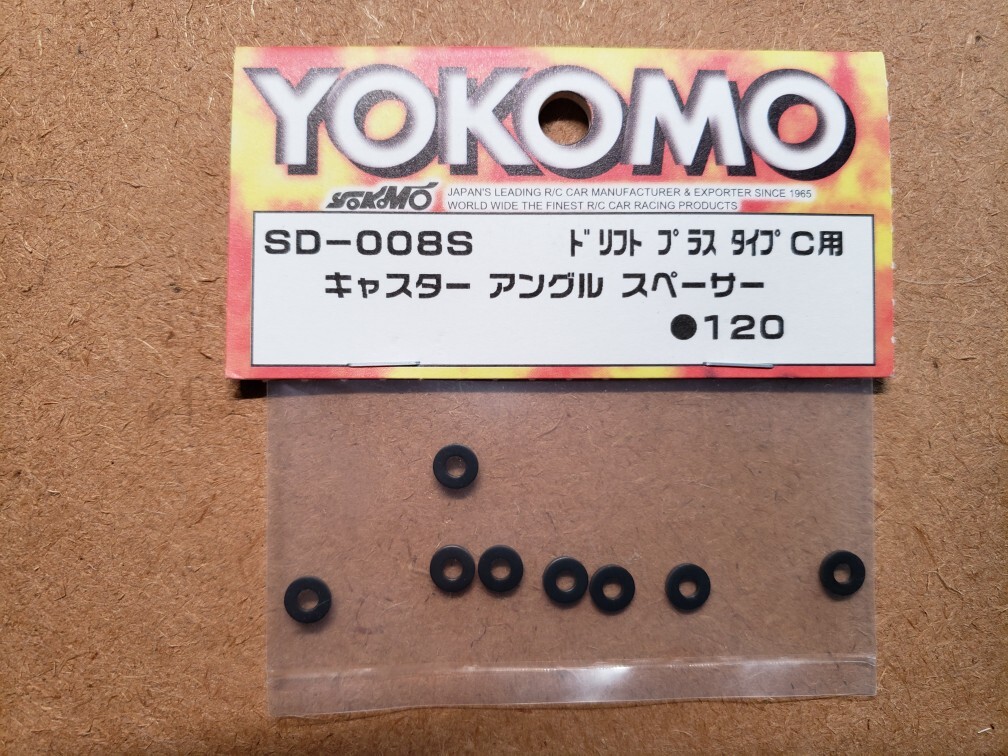 YOKOMO
YOKOMO JAPAN'S LEADING R/C CAR MANUFACTURER & EXPORTER SINCE 1965
WORLD WIDE THE FINEST R/C CAR RACING PRODUCTS
SD-008S ﾄﾞﾘﾌﾄ ﾌﾟﾗｽ ﾀｲﾌﾟ C用
キャスター アングル スペーサー
●120